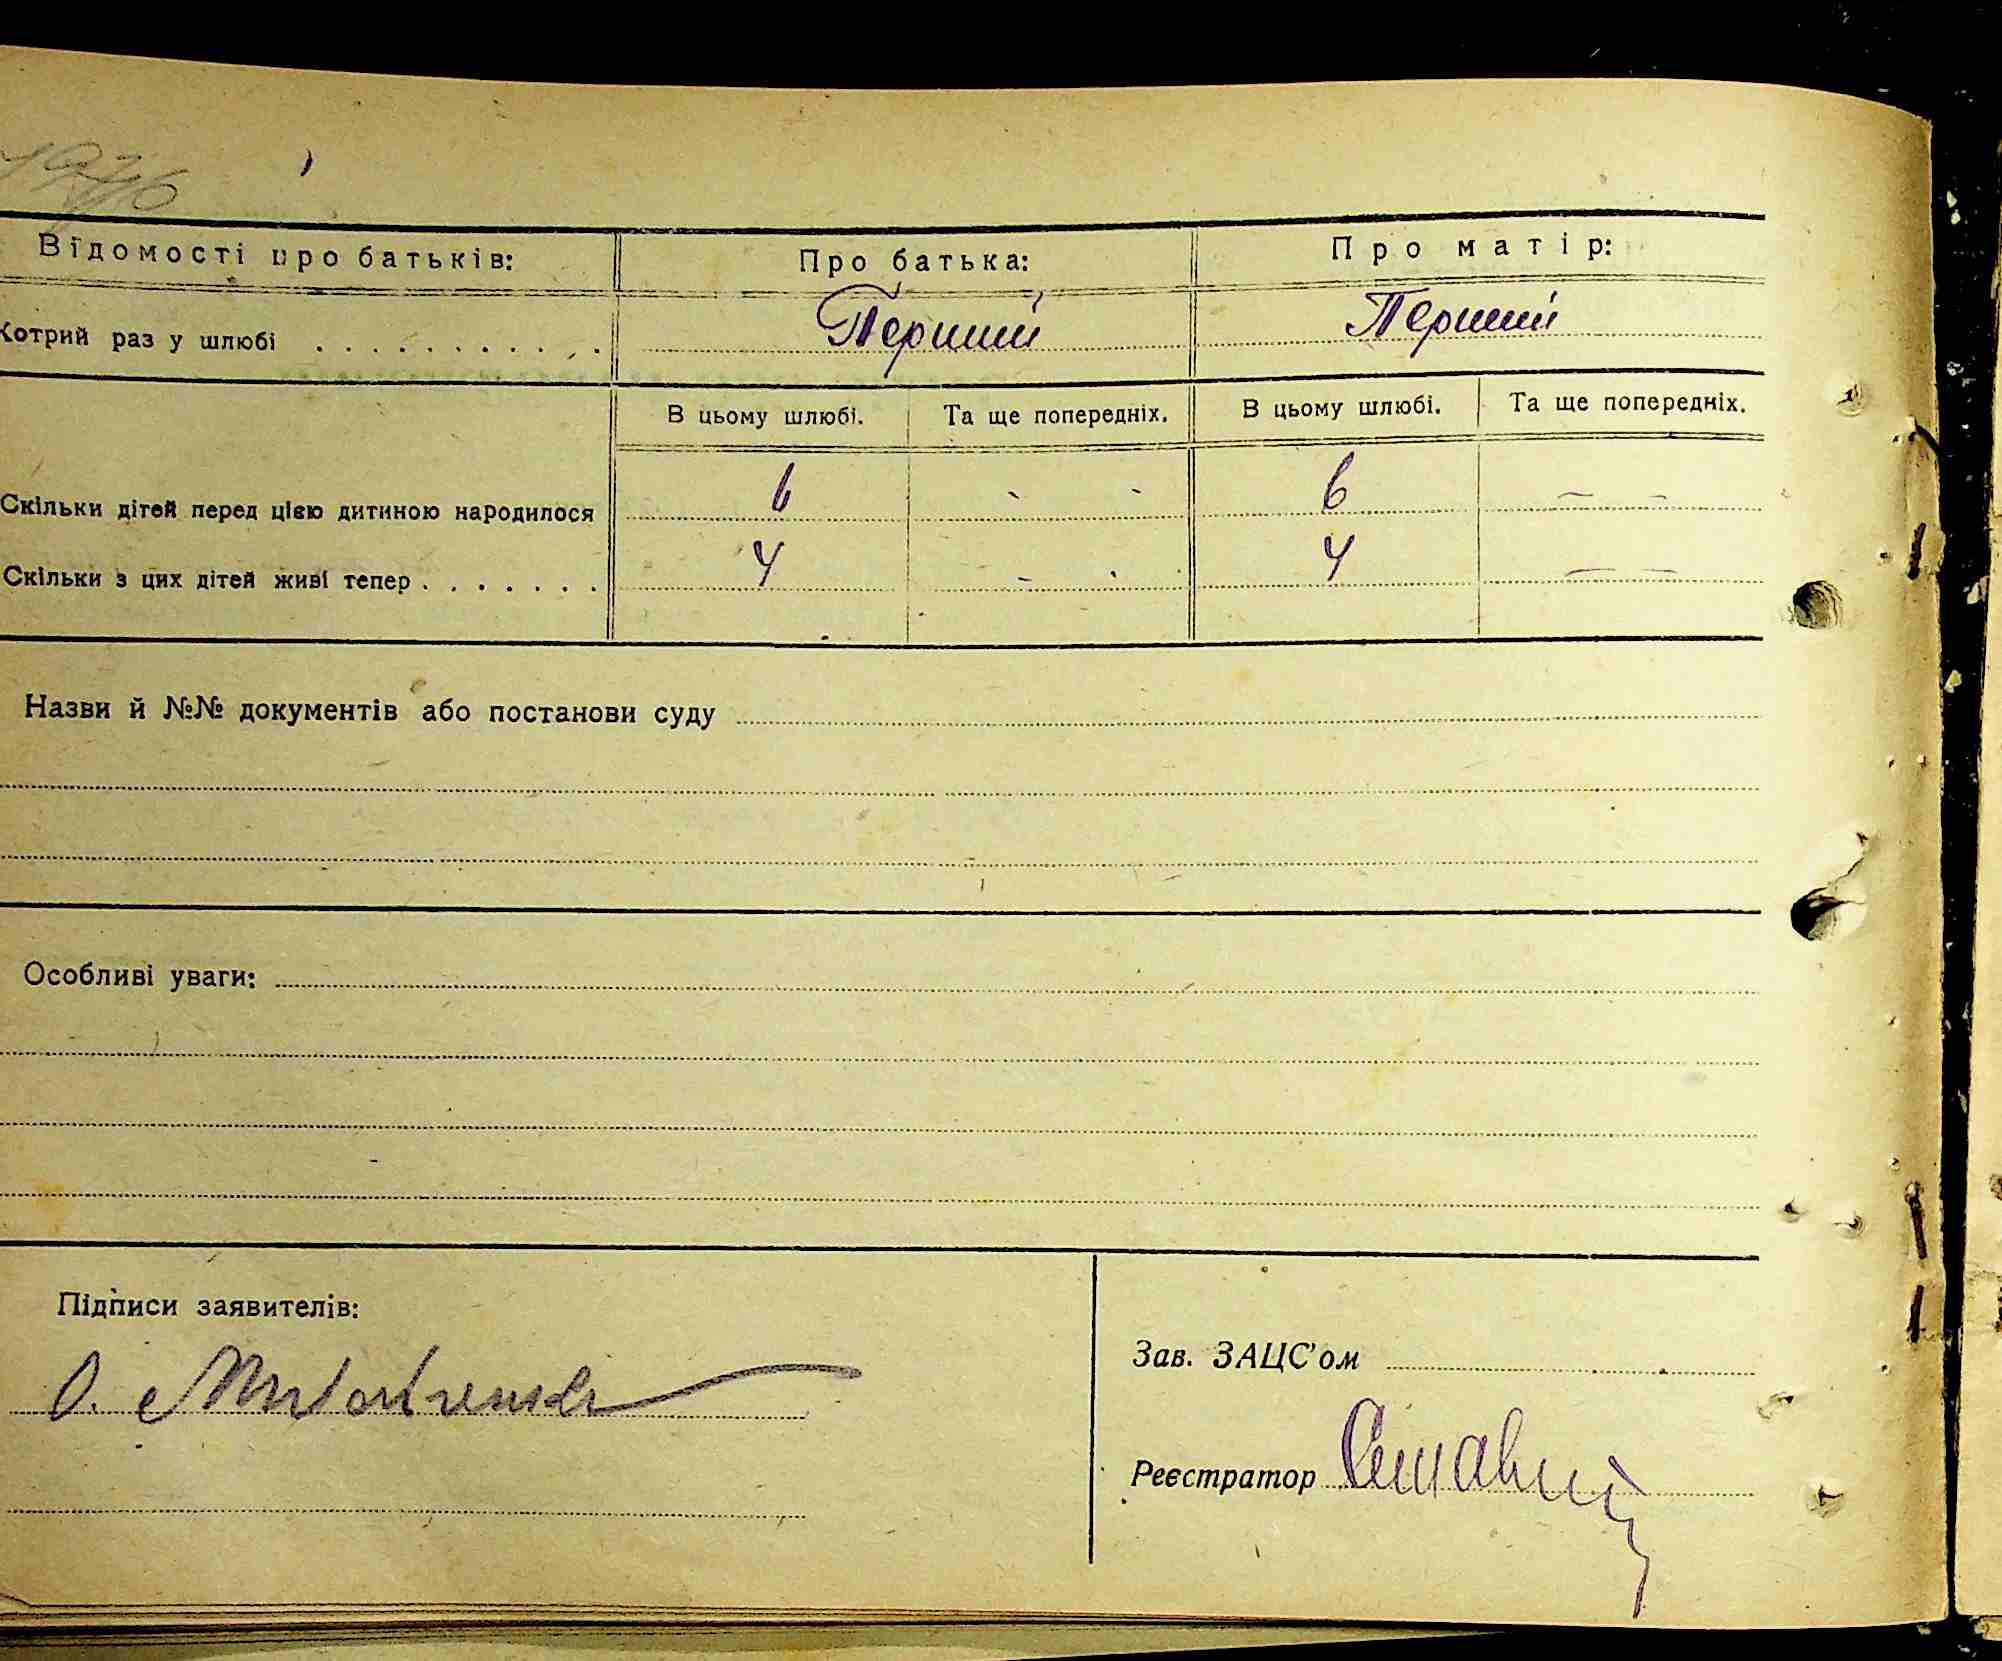 Відомості про батьків: Про батька: Про матір:
Котрий раз у шлюбі . . . . . . . . . . . Перший Перший
В цьому шлюбі. Та ще попередніх. В цьому шлюбі. Та ще попередніх.
Скільки дітей перед цією дитиною народилося 6 - - 6 - -
Скільки з цих дітей живі тепер . . . . . . . 4 - - 4 - -
Назви й №№ документів або постанови суду
Особливі уваги:
Підписи заявителів:
Зав. ЗАЦС'ом
О.
Реєстратор